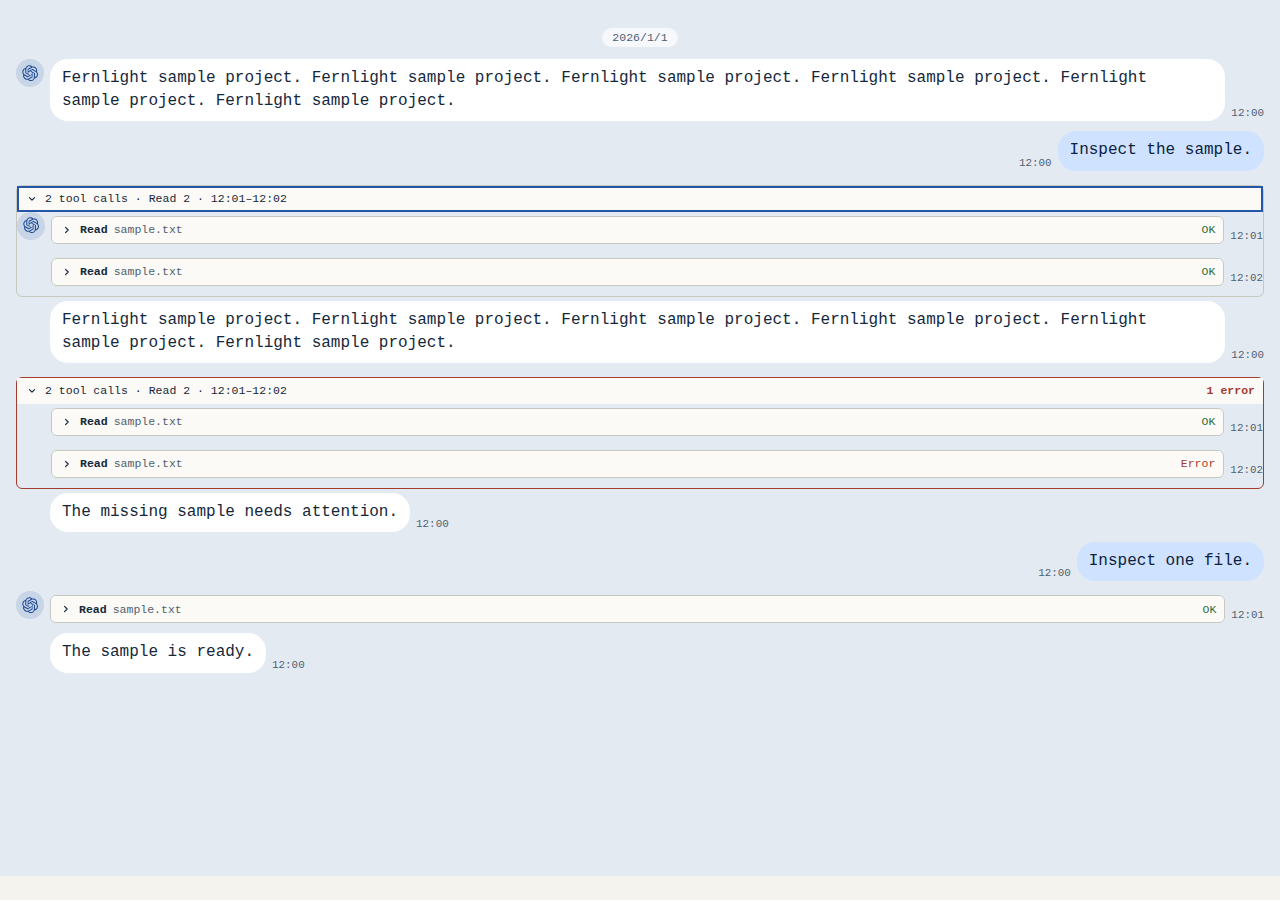 2026/1/1
Fernlight sample project. Fernlight sample project. Fernlight sample project. Fernlight sample project. Fernlight
sample project. Fernlight sample project.
12:00
Inspect the sample.
12:00
2 tool calls · Read 2 · 12:01–12:02
Read sample.txt OK 12:01
Read sample.txt OK 12:02
Fernlight sample project. Fernlight sample project. Fernlight sample project. Fernlight sample project. Fernlight
sample project. Fernlight sample project.
12:00
2 tool calls · Read 2 · 12:01–12:02 1 error
Read sample.txt OK 12:01
Read sample.txt Error 12:02
The missing sample needs attention.
12:00
Inspect one file.
12:00
Read sample.txt OK 12:01
The sample is ready.
12:00